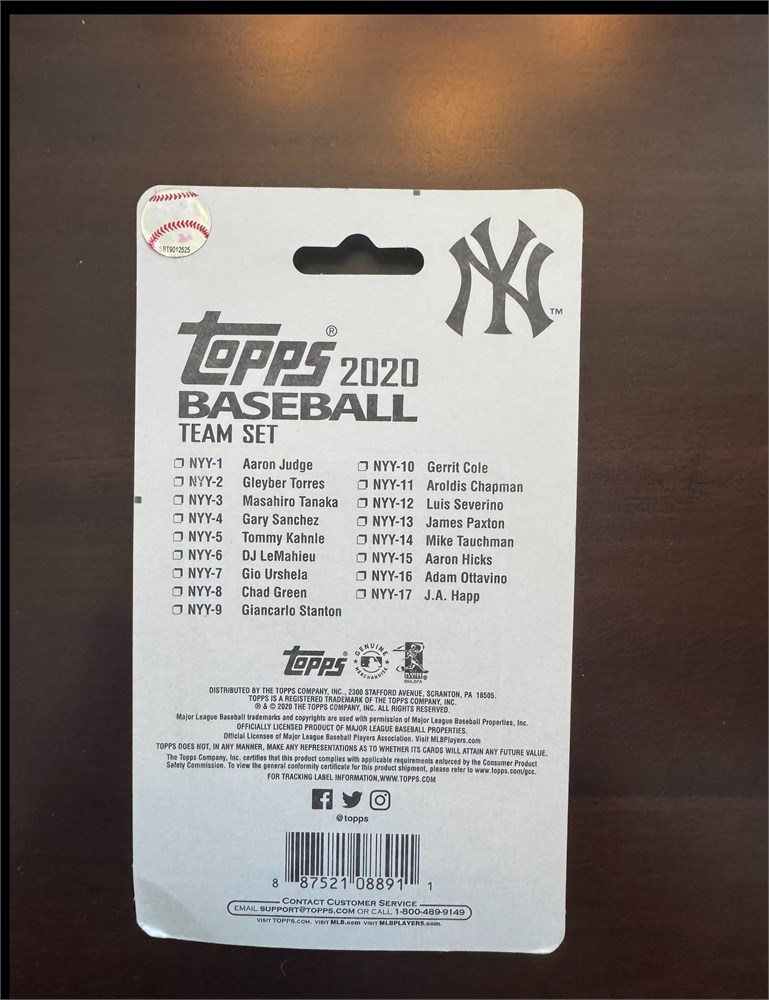 SBT9012525
NY™
Topps® 2020
BASEBALL
TEAM SET
NYY-1 Aaron Judge
NYY-2 Gleyber Torres
NYY-3 Masahiro Tanaka
NYY-4 Gary Sanchez
NYY-5 Tommy Kahnle
NYY-6 DJ LeMahieu
NYY-7 Gio Urshela
NYY-8 Chad Green
NYY-9 Giancarlo Stanton
NYY-10 Gerrit Cole
NYY-11 Aroldis Chapman
NYY-12 Luis Severino
NYY-13 James Paxton
NYY-14 Mike Tauchman
NYY-15 Aaron Hicks
NYY-16 Adam Ottavino
NYY-17 J.A. Happ
Topps GENUINE MERCHANDISE
DISTRIBUTED BY THE TOPPS COMPANY, INC., 2300 STAFFORD AVENUE, SCRANTON, PA 18505.
TOPPS IS A REGISTERED TRADEMARK OF THE TOPPS COMPANY, INC.
® & © 2020 THE TOPPS COMPANY, INC. ALL RIGHTS RESERVED.
Major League Baseball trademarks and copyrights are used with permission of Major League Baseball Properties, Inc.
OFFICIALLY LICENSED PRODUCT OF MAJOR LEAGUE BASEBALL PROPERTIES.
Official Licensee of Major League Baseball Players Association. Visit MLBPlayers.com
TOPPS DOES NOT, IN ANY MANNER, MAKE ANY REPRESENTATIONS AS TO WHETHER ITS CARDS WILL ATTAIN ANY FUTURE VALUE.
The Topps Company, Inc. certifies that this product complies with applicable requirements enforced by the Consumer Product
Safety Commission. To view the general conformity certificate for this product shipment, please refer to www.topps.com/gcc.
FOR TRACKING LABEL INFORMATION,WWW.TOPPS.COM
@topps
8 87521 08891 1
CONTACT CUSTOMER SERVICE
EMAIL SUPPORT@TOPPS.COM OR CALL 1-800-489-9149
VISIT TOPPS.COM. VISIT MLB.COM VISIT MLBPLAYERS.COM.